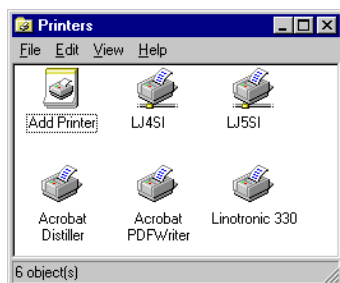 Printers
File Edit View Help
Add Printer LJ4SI LJ5SI
Acrobat Acrobat Linotronic 330
Distiller PDFWriter
6 object(s)